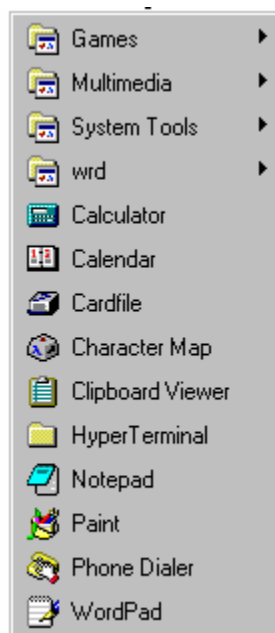 Games
Multimedia
System Tools
wrd
Calculator
Calendar
Cardfile
Character Map
Clipboard Viewer
HyperTerminal
Notepad
Paint
Phone Dialer
WordPad